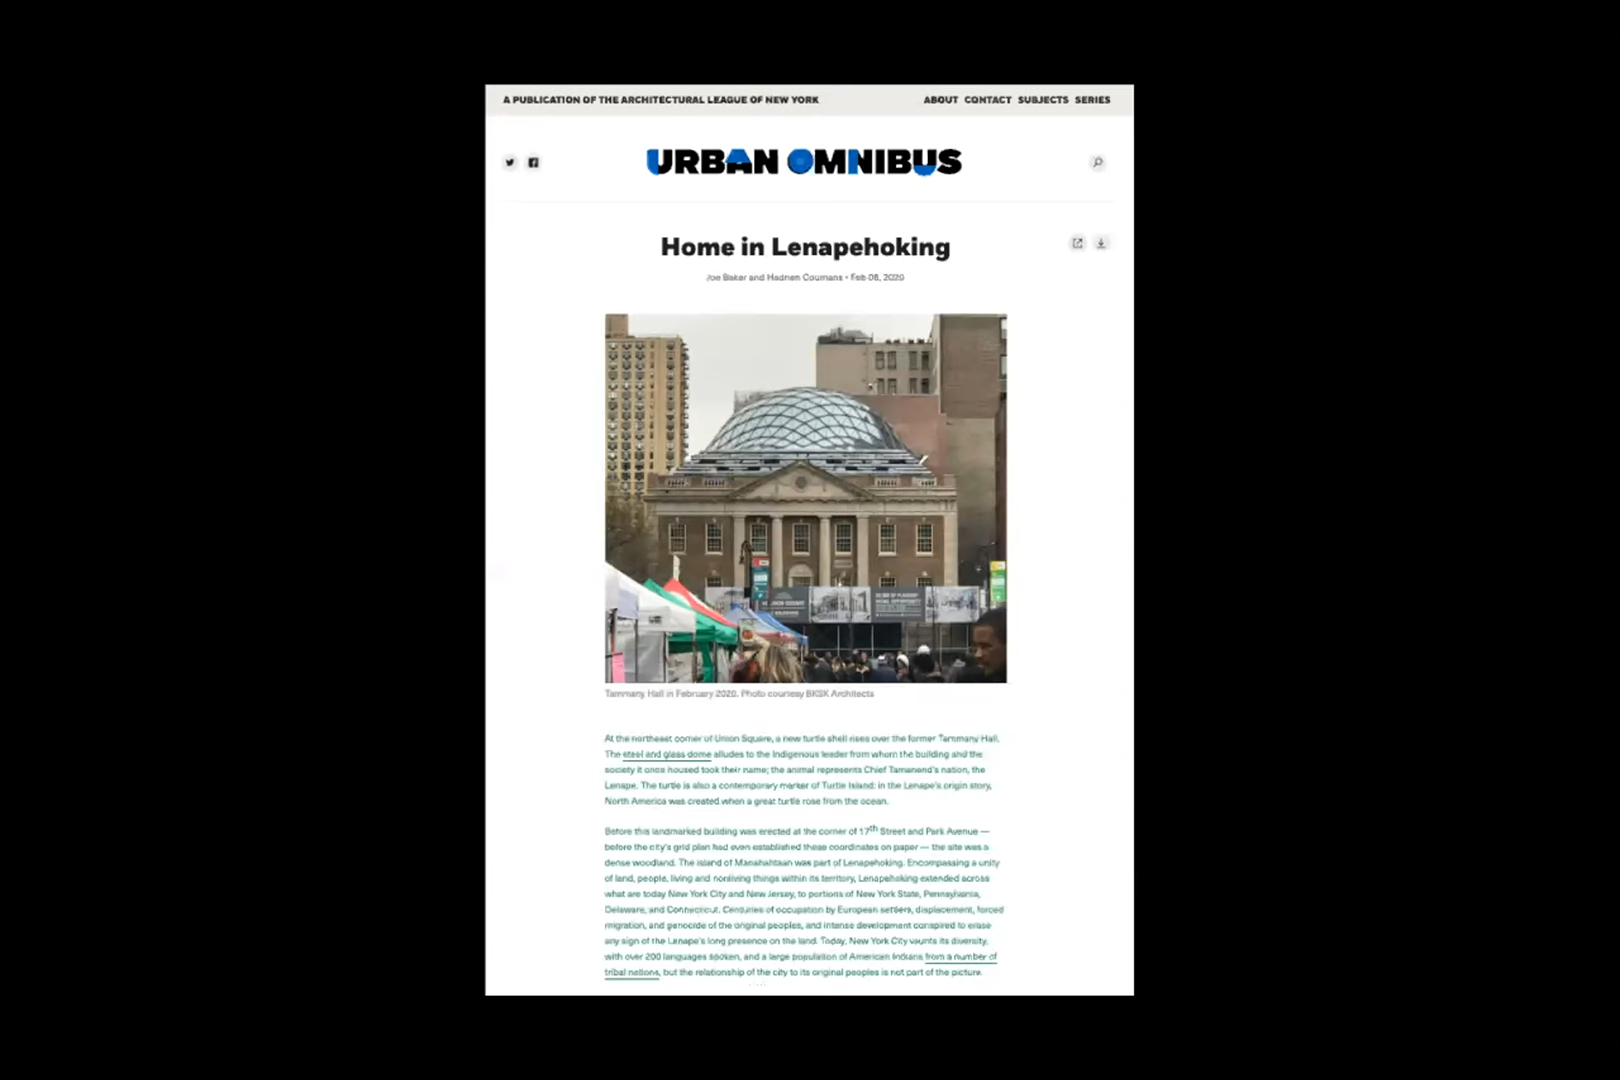 A PUBLICATION OF THE ARCHITECTURAL LEAGUE OF NEW YORK
ABOUT CONTACT SUBJECTS SERIES
URBAN OMNIBUS
Home in Lenapehoking
Joe Baker and Hadrien Coumans • Feb 06, 2020
Tammany Hall in February 2020. Photo courtesy BKSK Architects
At the northeast corner of Union Square, a new turtle shell rises over the former Tammany Hall.
The steel and glass dome alludes to the Indigenous leader from whom the building and the
society it once housed took their name; the animal represents Chief Tamanend's nation, the
Lenape. The turtle is also a contemporary marker of Turtle Island: in the Lenape's origin story,
North America was created when a great turtle rose from the ocean.
Before this landmarked building was erected at the corner of 17th Street and Park Avenue —
before the city's grid plan had even established these coordinates on paper — the site was a
dense woodland. The island of Manahahtaan was part of Lenapehoking. Encompassing a unity
of land, people, living and nonliving things within its territory, Lenapehoking extended across
what are today New York City and New Jersey, to portions of New York State, Pennsylvania,
Delaware, and Connecticut. Centuries of occupation by European settlers, displacement, forced
migration, and genocide of the original peoples, and intense development conspired to erase
any sign of the Lenape's long presence on the land. Today, New York City vaunts its diversity,
with over 200 languages spoken, and a large population of American Indians from a number of
tribal nations, but the relationship of the city to its original peoples is not part of the picture.